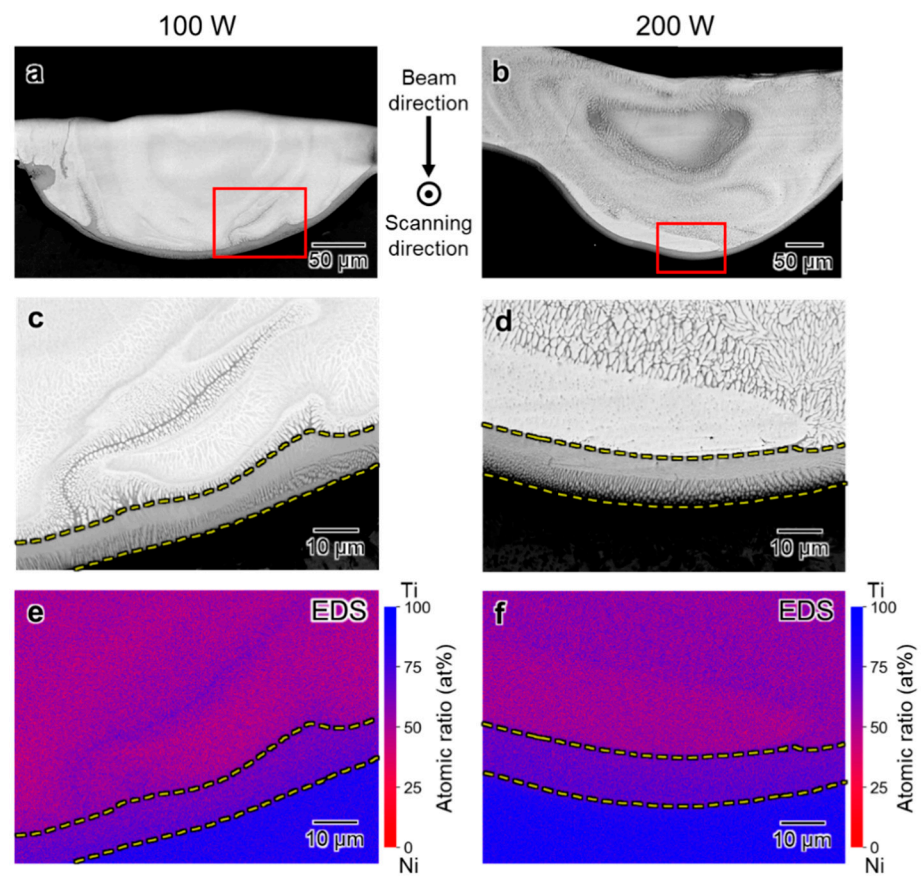 100 W
200 W
a
b
Beam
direction
Scanning
direction
50 μm
50 μm
c
d
10 μm
10 μm
e
EDS
Ti
100
75
50
25
0
Ni
Atomic ratio (at%)
10 μm
f
EDS
Ti
100
75
50
25
0
Ni
Atomic ratio (at%)
10 μm